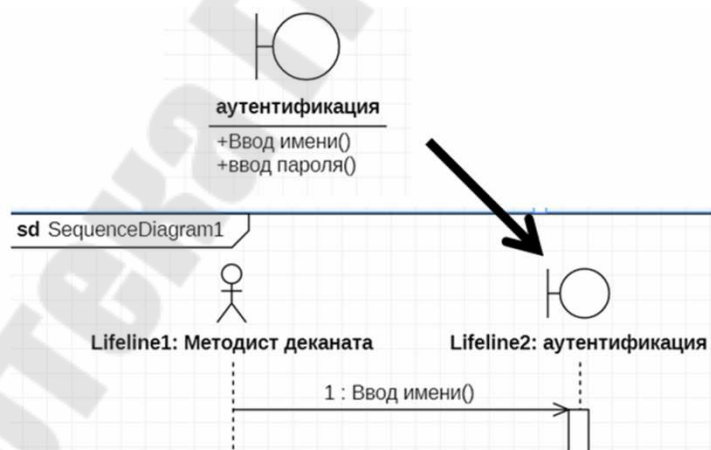 аутентификация
+Ввод имени()
+ввод пароля()
sd SequenceDiagram1
Lifeline1: Методист деканата
Lifeline2: аутентификация
1 : Ввод имени()